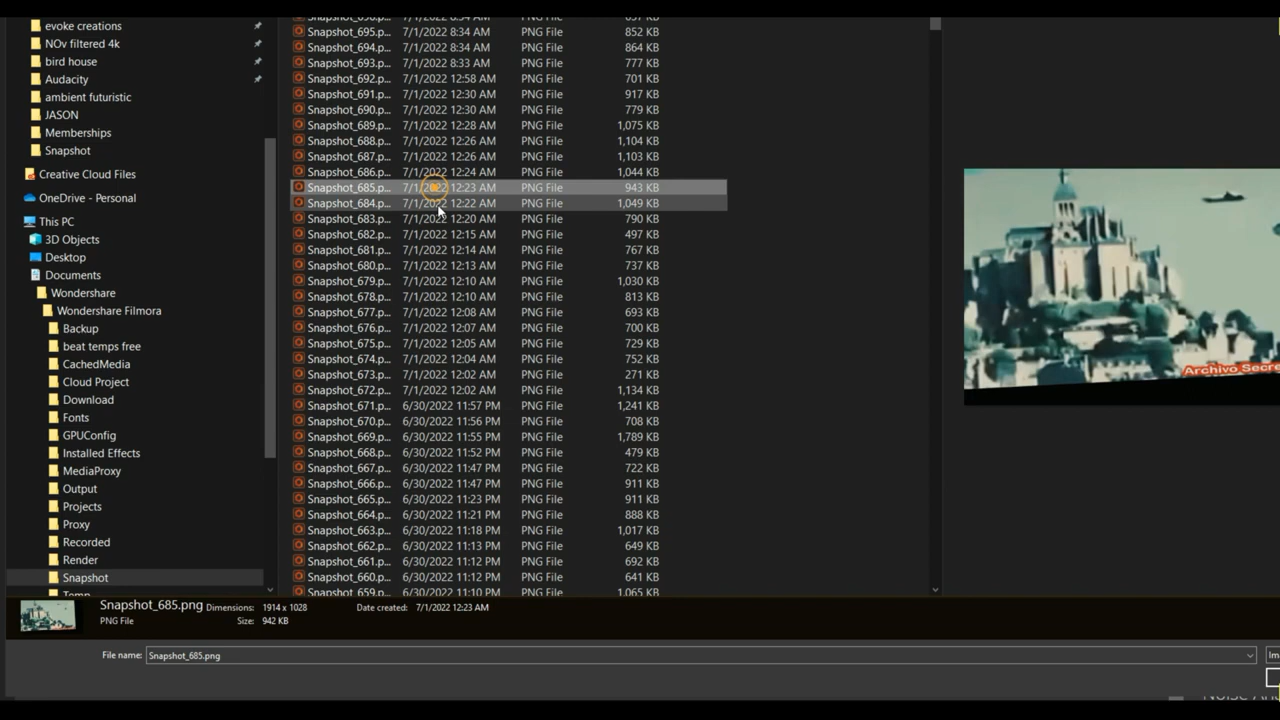 evoke creations
NOv filtered 4k
bird house
Audacity
ambient futuristic
JASON
Memberships
Snapshot
Creative Cloud Files
OneDrive - Personal
This PC
3D Objects
Desktop
Documents
Wondershare
Wondershare Filmora
Backup
beat temps free
CachedMedia
Cloud Project
Download
Fonts
GPUConfig
Installed Effects
MediaProxy
Output
Projects
Proxy
Recorded
Render
Snapshot
Snapshot_695.p... 7/1/2022 8:34 AM PNG File 852 KB
Snapshot_694.p... 7/1/2022 8:34 AM PNG File 864 KB
Snapshot_693.p... 7/1/2022 8:33 AM PNG File 777 KB
Snapshot_692.p... 7/1/2022 12:58 AM PNG File 701 KB
Snapshot_691.p... 7/1/2022 12:30 AM PNG File 917 KB
Snapshot_690.p... 7/1/2022 12:30 AM PNG File 779 KB
Snapshot_689.p... 7/1/2022 12:28 AM PNG File 1,075 KB
Snapshot_688.p... 7/1/2022 12:26 AM PNG File 1,104 KB
Snapshot_687.p... 7/1/2022 12:26 AM PNG File 1,103 KB
Snapshot_686.p... 7/1/2022 12:24 AM PNG File 1,044 KB
Snapshot_685.p... 7/1/2022 12:23 AM PNG File 943 KB
Snapshot_684.p... 7/1/2022 12:22 AM PNG File 1,049 KB
Snapshot_683.p... 7/1/2022 12:20 AM PNG File 790 KB
Snapshot_682.p... 7/1/2022 12:15 AM PNG File 497 KB
Snapshot_681.p... 7/1/2022 12:14 AM PNG File 767 KB
Snapshot_680.p... 7/1/2022 12:13 AM PNG File 737 KB
Snapshot_679.p... 7/1/2022 12:10 AM PNG File 1,030 KB
Snapshot_678.p... 7/1/2022 12:10 AM PNG File 813 KB
Snapshot_677.p... 7/1/2022 12:08 AM PNG File 693 KB
Snapshot_676.p... 7/1/2022 12:07 AM PNG File 700 KB
Snapshot_675.p... 7/1/2022 12:05 AM PNG File 729 KB
Snapshot_674.p... 7/1/2022 12:04 AM PNG File 752 KB
Snapshot_673.p... 7/1/2022 12:02 AM PNG File 271 KB
Snapshot_672.p... 7/1/2022 12:02 AM PNG File 1,134 KB
Snapshot_671.p... 6/30/2022 11:57 PM PNG File 1,241 KB
Snapshot_670.p... 6/30/2022 11:56 PM PNG File 708 KB
Snapshot_669.p... 6/30/2022 11:55 PM PNG File 1,789 KB
Snapshot_668.p... 6/30/2022 11:52 PM PNG File 479 KB
Snapshot_667.p... 6/30/2022 11:47 PM PNG File 722 KB
Snapshot_666.p... 6/30/2022 11:47 PM PNG File 911 KB
Snapshot_665.p... 6/30/2022 11:23 PM PNG File 911 KB
Snapshot_664.p... 6/30/2022 11:21 PM PNG File 888 KB
Snapshot_663.p... 6/30/2022 11:18 PM PNG File 1,017 KB
Snapshot_662.p... 6/30/2022 11:13 PM PNG File 649 KB
Snapshot_661.p... 6/30/2022 11:12 PM PNG File 692 KB
Snapshot_660.p... 6/30/2022 11:12 PM PNG File 641 KB
Snapshot_659.p... 6/30/2022 11:10 PM PNG File 1,065 KB
Archivo Secre
Snapshot_685.png Dimensions: 1914 x 1028 Date created: 7/1/2022 12:23 AM
PNG File Size: 942 KB
File name: Snapshot_685.png
Im